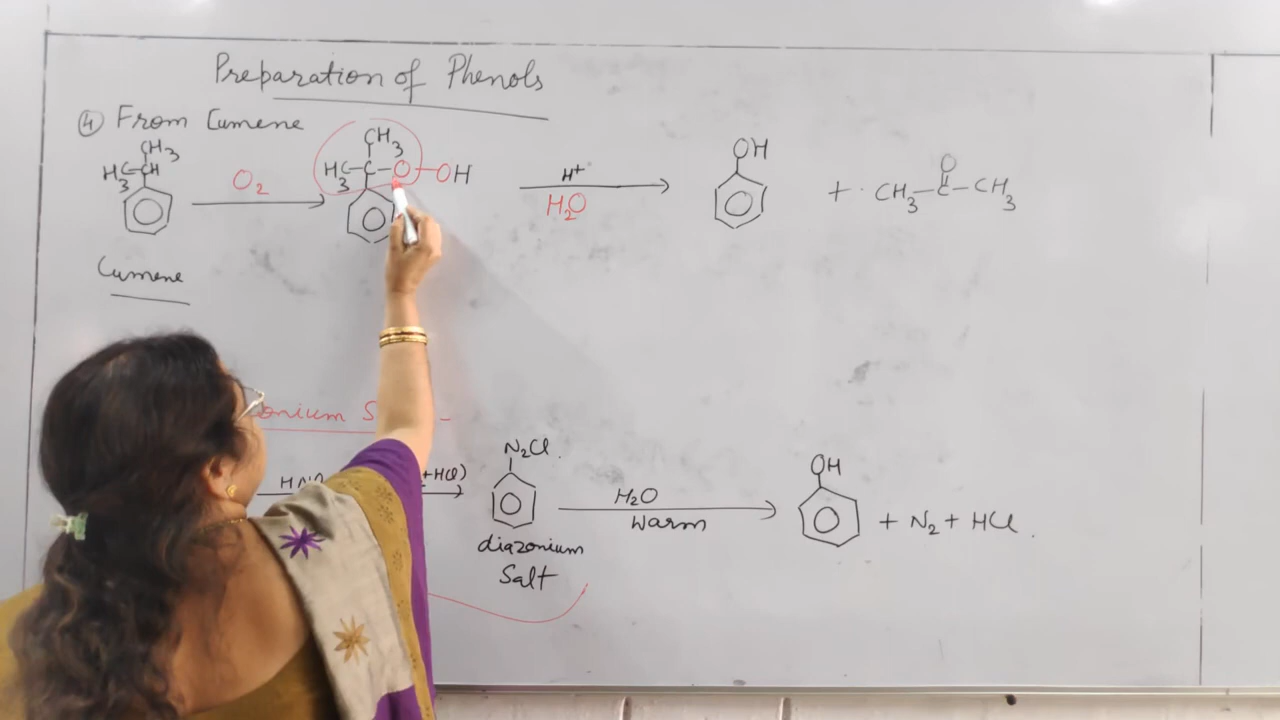 Preparation of Phenols
④ From Cumene
CH3
H3C-CH
O2
CH3
H3C-C-O-OH
H+
H2O
OH
+ CH3-C-CH3
O
Cumene
N2Cl
+HCl)
H2O
Warm
OH
+ N2 + HCl.
diazonium
Salt